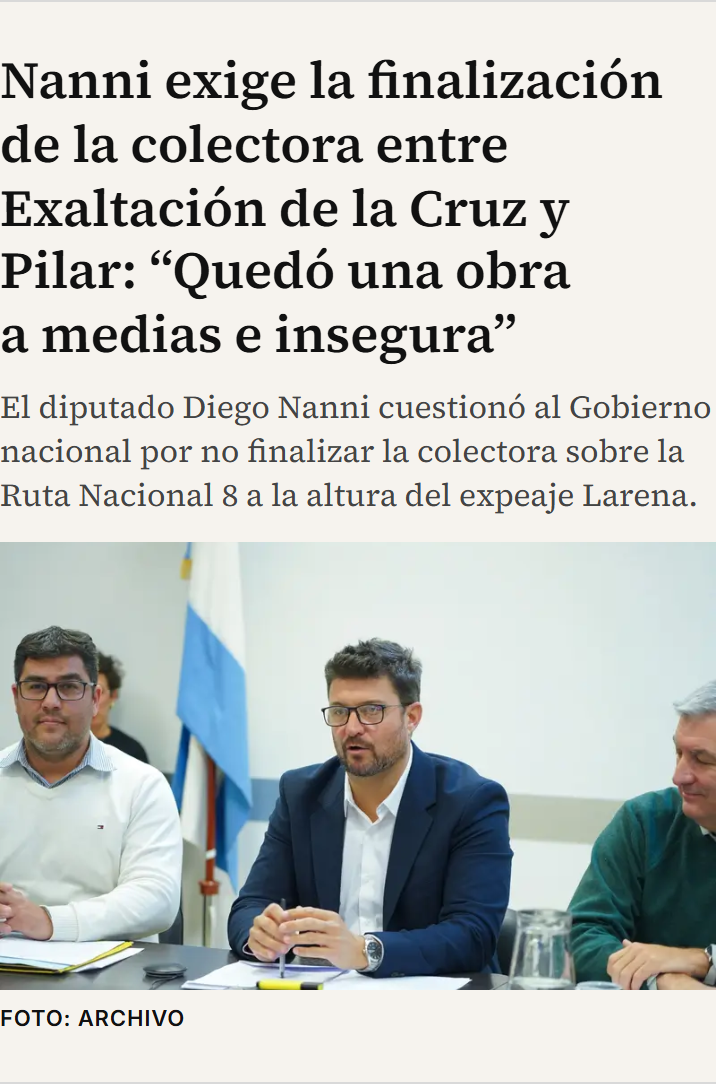 Nanni exige la finalización
de la colectora entre
Exaltación de la Cruz y
Pilar: “Quedó una obra
a medias e insegura”
El diputado Diego Nanni cuestionó al Gobierno
nacional por no finalizar la colectora sobre la
Ruta Nacional 8 a la altura del expeaje Larena.
FOTO: ARCHIVO